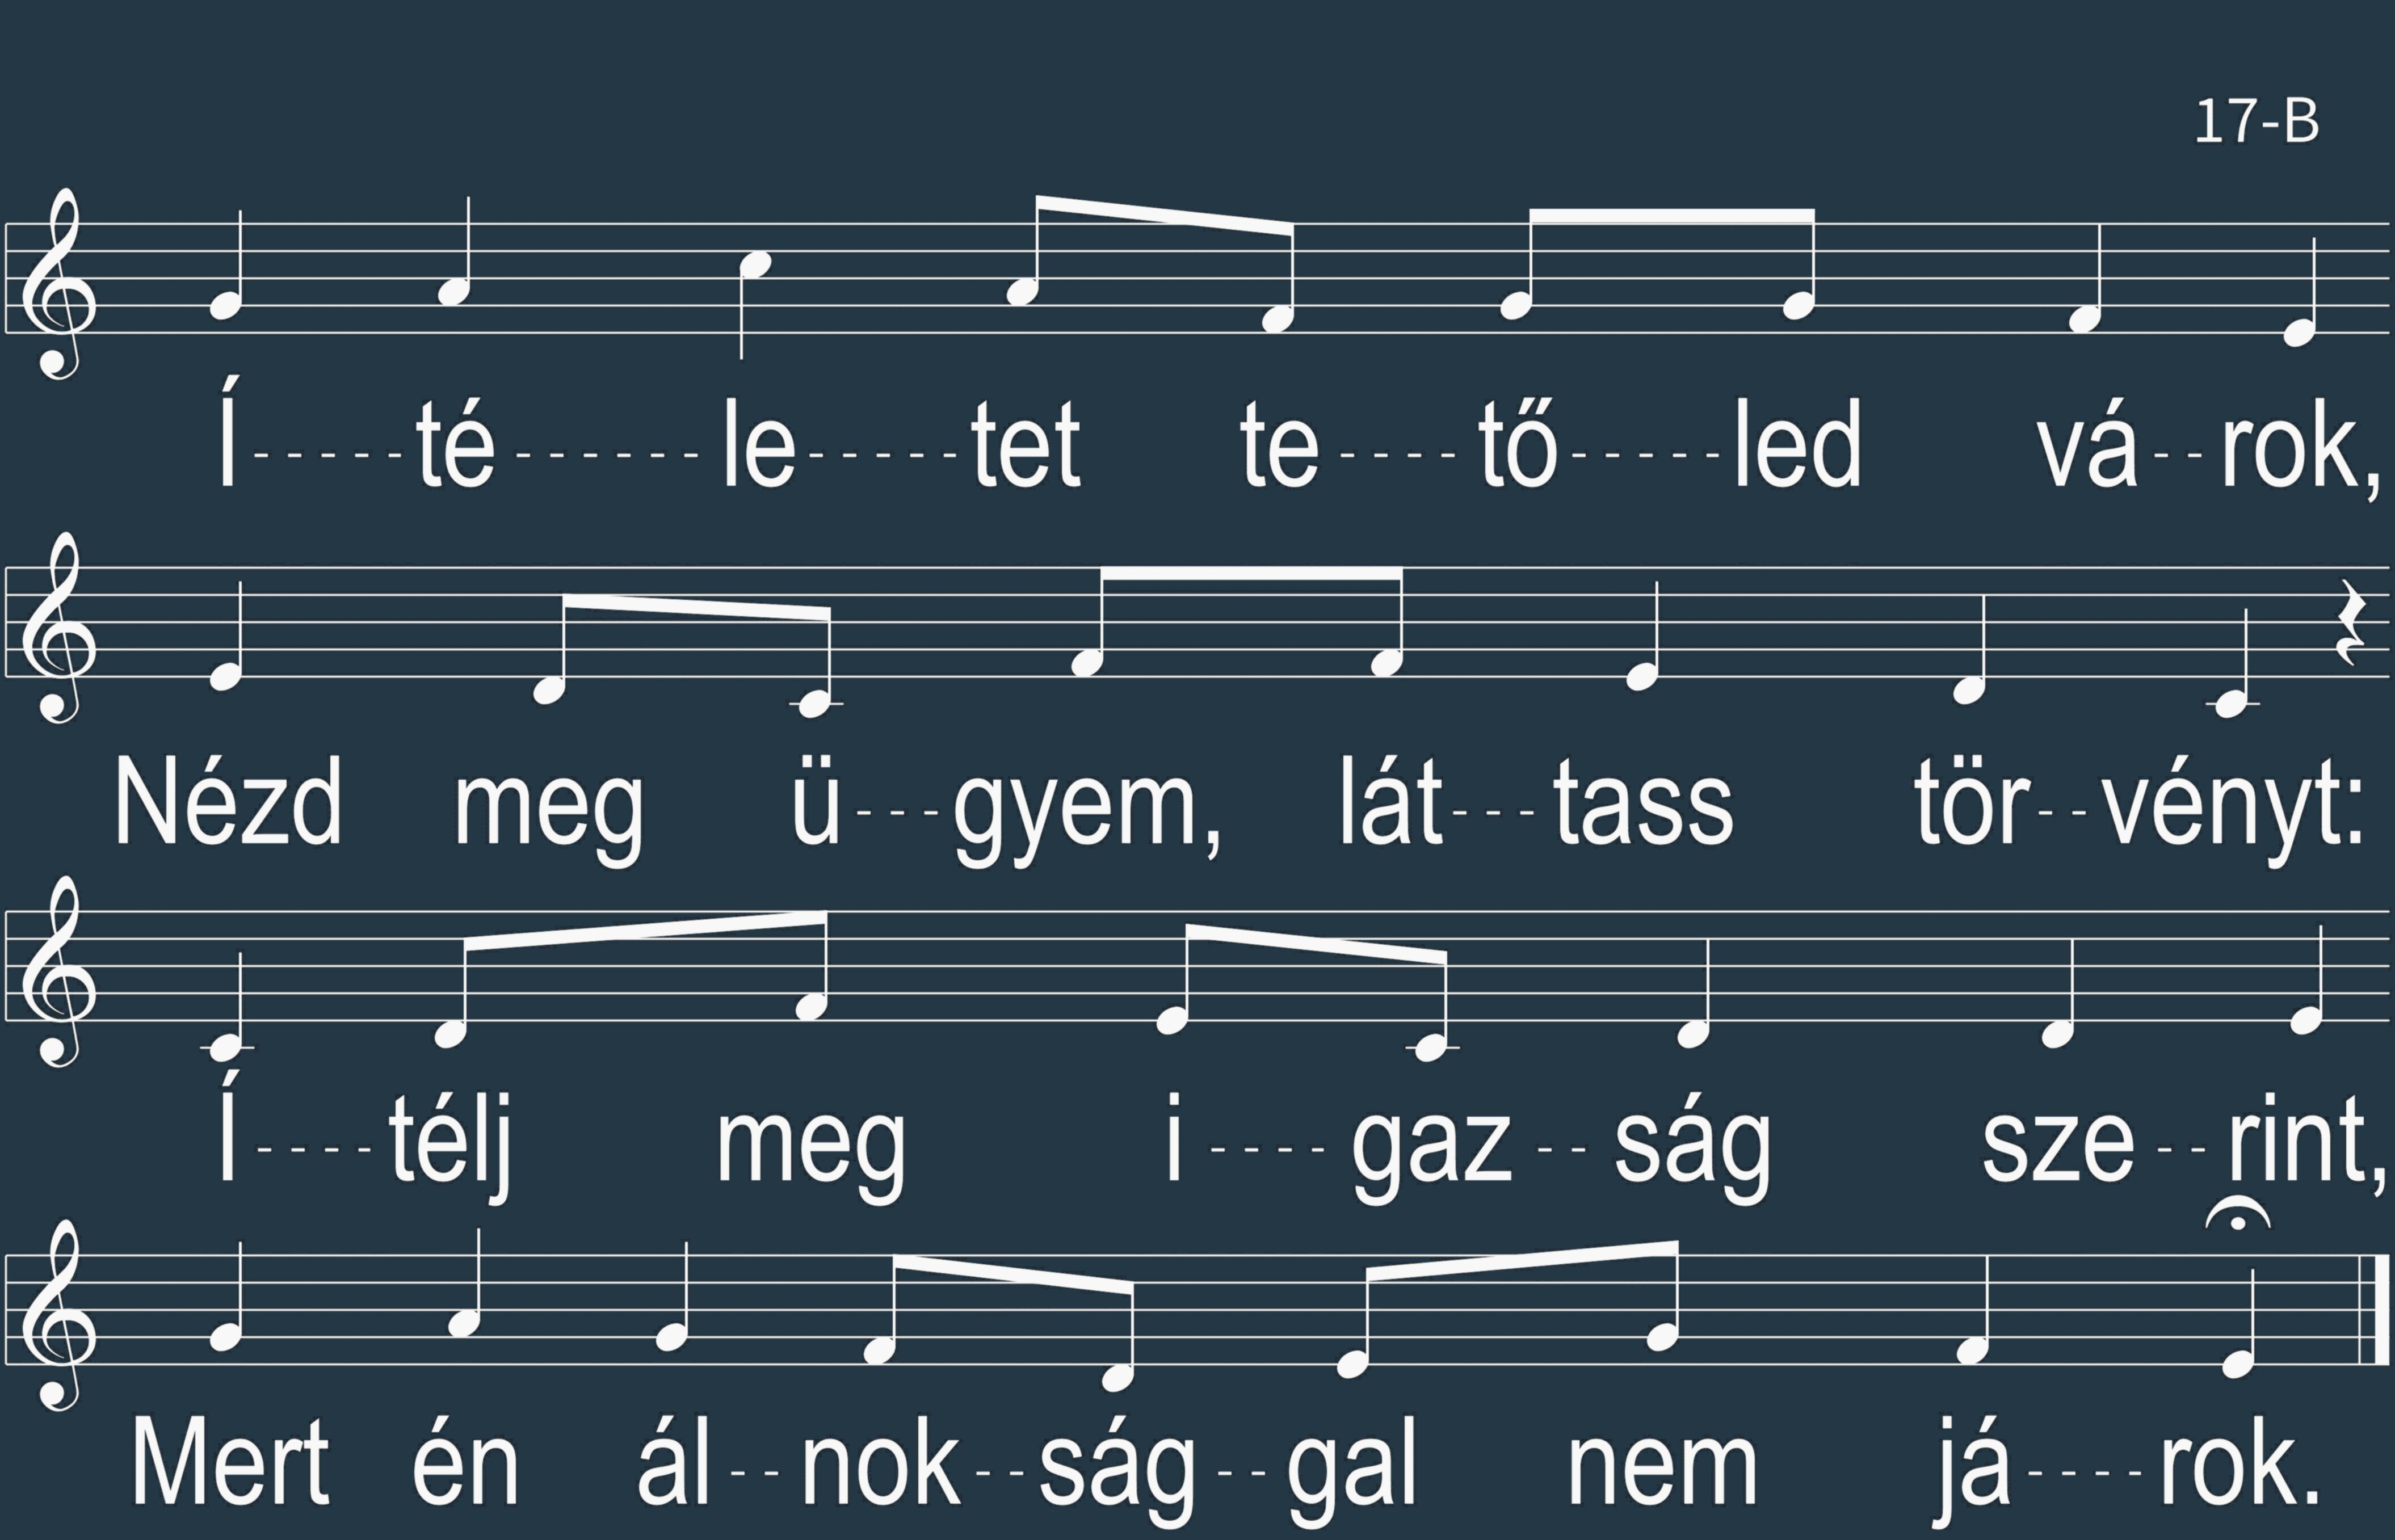 17-B
Í-----té------le-----tet te----tő-----led vá--rok,
Nézd meg ü---gyem, lát---tass tör--vényt:
Í----télj meg i----gaz--ság sze--rint,
Mert én ál--nok--ság--gal nem já----rok.